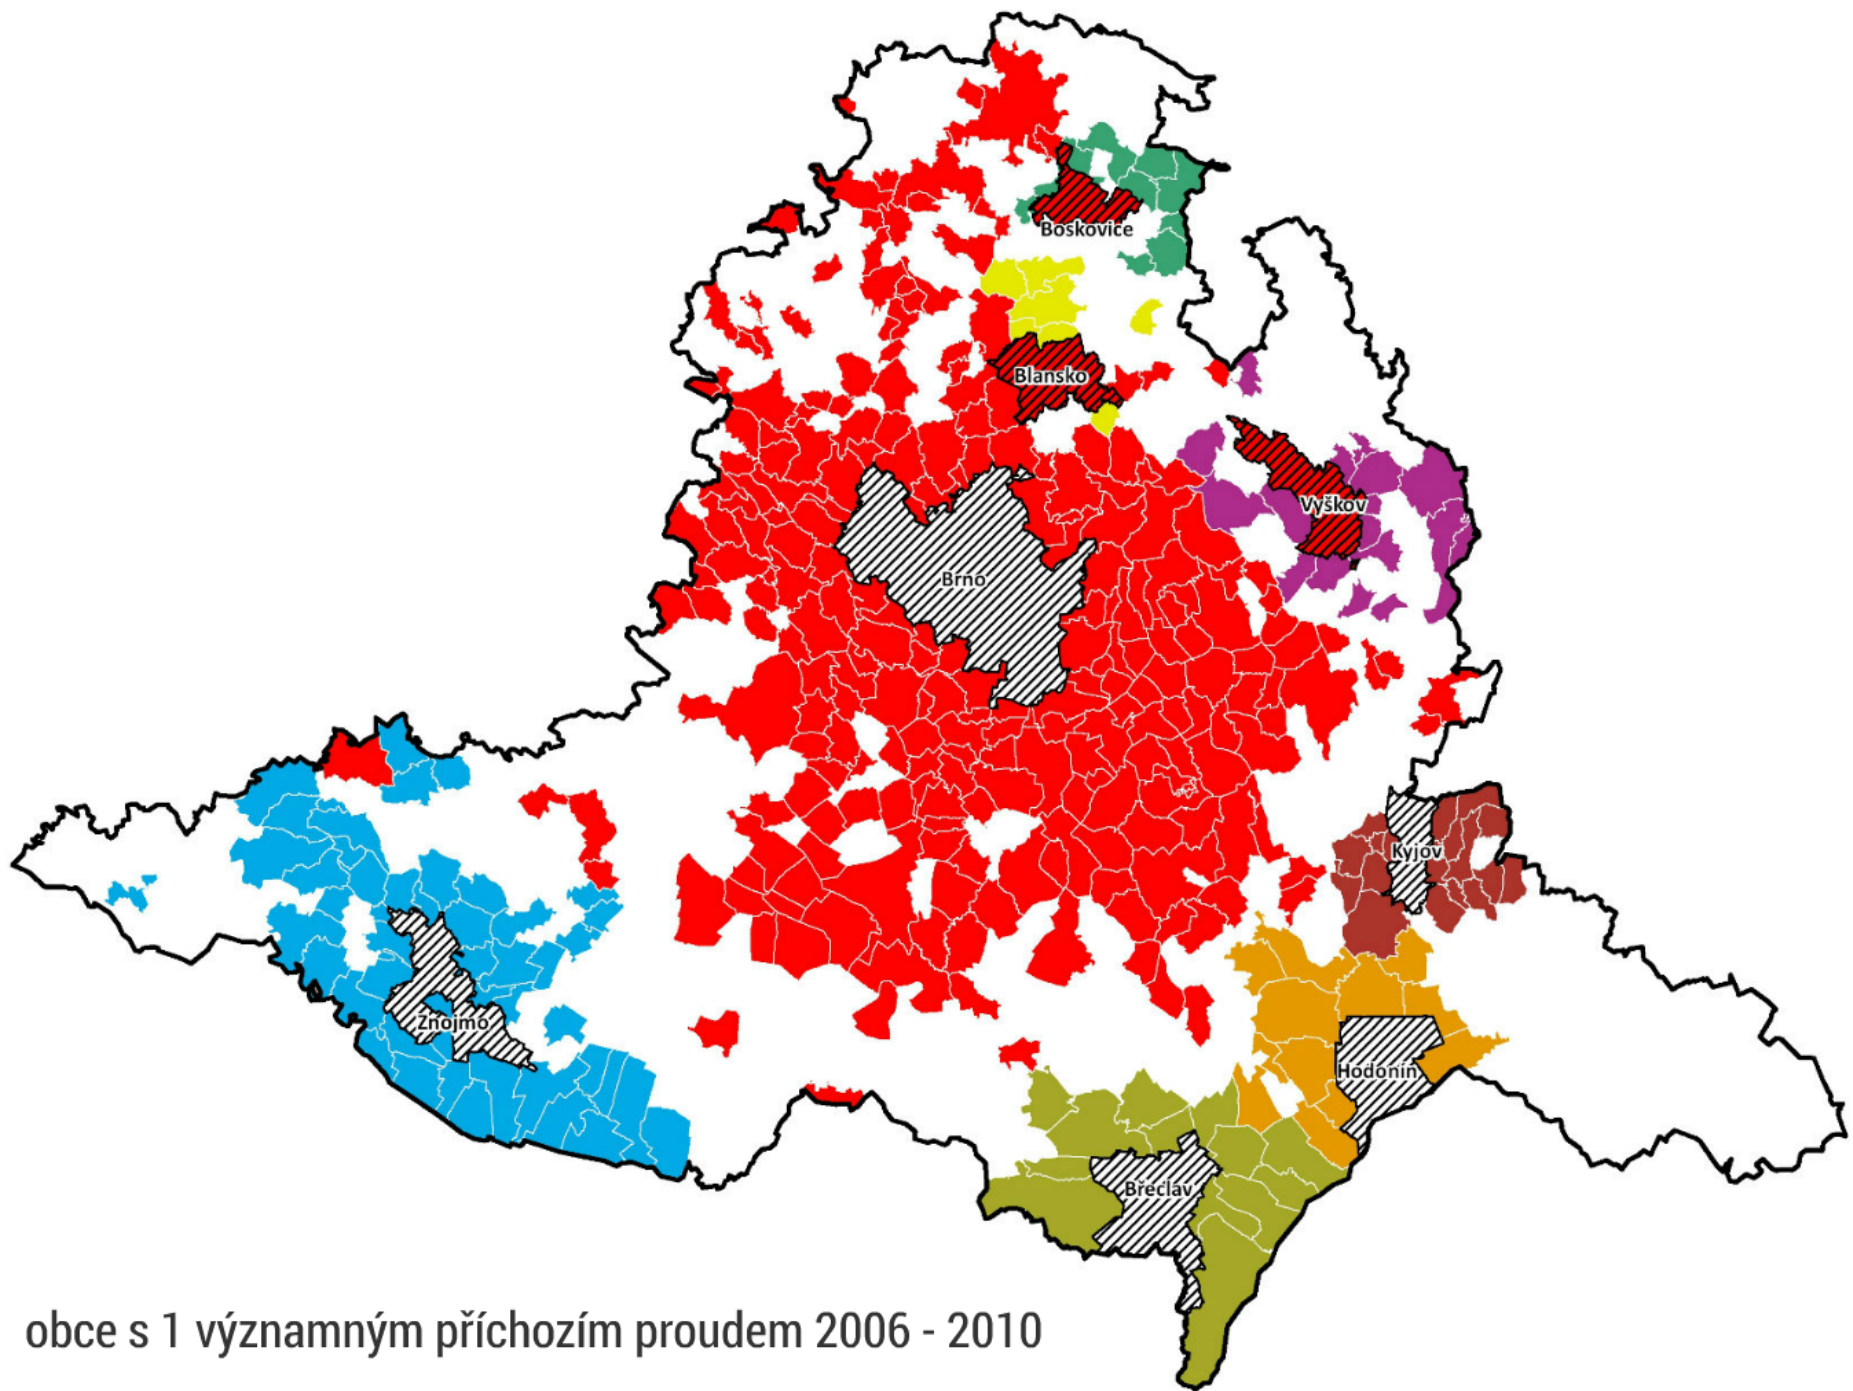 Boskovice
Blansko
Vyškov
Brno
Kyjov
Znojmo
Hodonín
Břeclav
obce s 1 významným příchozím proudem 2006 - 2010